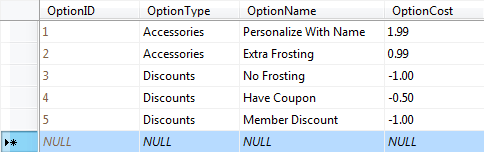 OptionID OptionType OptionName OptionCost
1 Accessories Personalize With Name 1.99
2 Accessories Extra Frosting 0.99
3 Discounts No Frosting -1.00
4 Discounts Have Coupon -0.50
5 Discounts Member Discount -1.00
NULL NULL NULL NULL